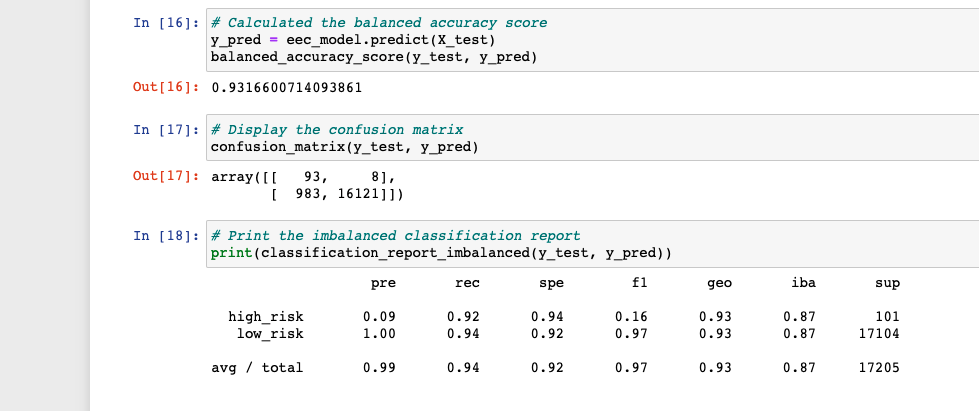 In [16]: # Calculated the balanced accuracy score
y_pred = eec_model.predict(X_test)
balanced_accuracy_score(y_test, y_pred)
Out[16]: 0.9316600714093861
In [17]: # Display the confusion matrix
confusion_matrix(y_test, y_pred)
Out[17]: array([[   93,     8],
[  983, 16121]])
In [18]: # Print the imbalanced classification report
print(classification_report_imbalanced(y_test, y_pred))
pre rec spe f1 geo iba sup
high_risk 0.09 0.92 0.94 0.16 0.93 0.87 101
low_risk 1.00 0.94 0.92 0.97 0.93 0.87 17104
avg / total 0.99 0.94 0.92 0.97 0.93 0.87 17205